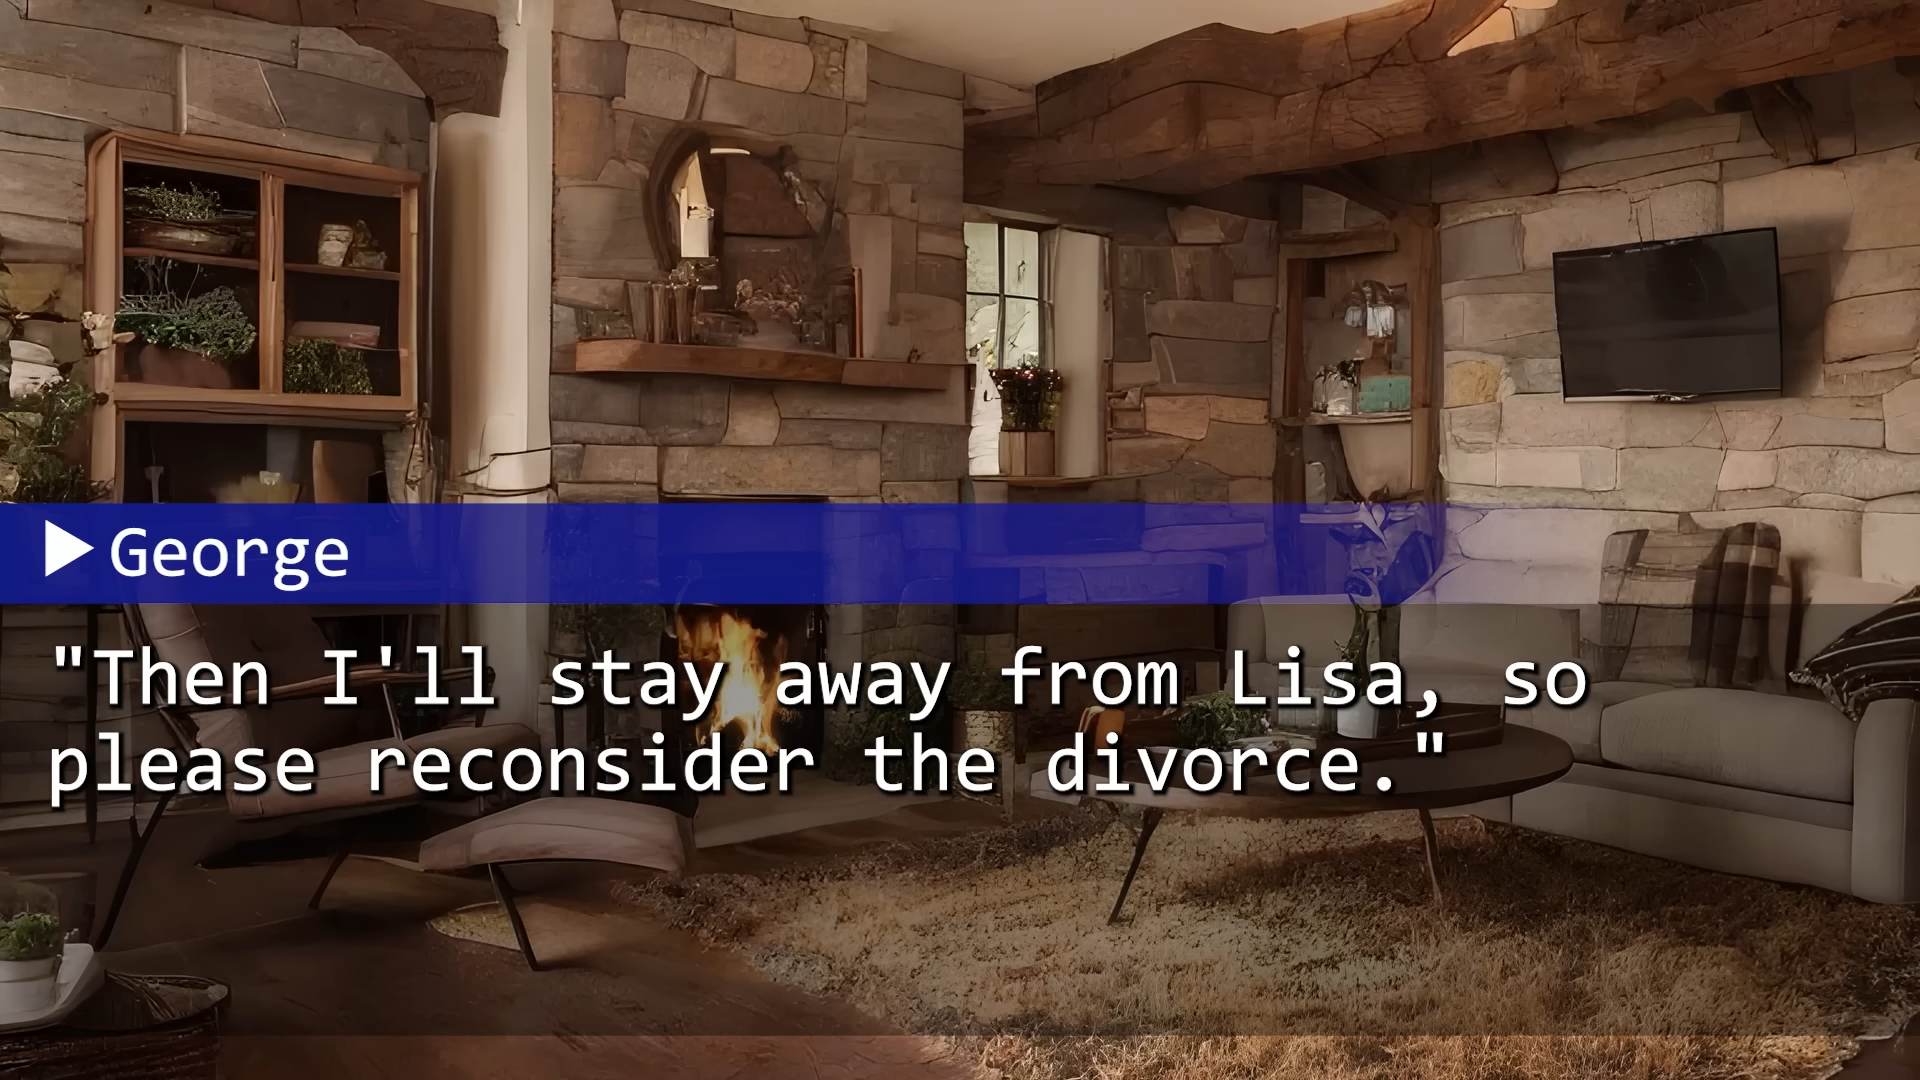 George
"Then I'll stay away from Lisa, so
please reconsider the divorce."